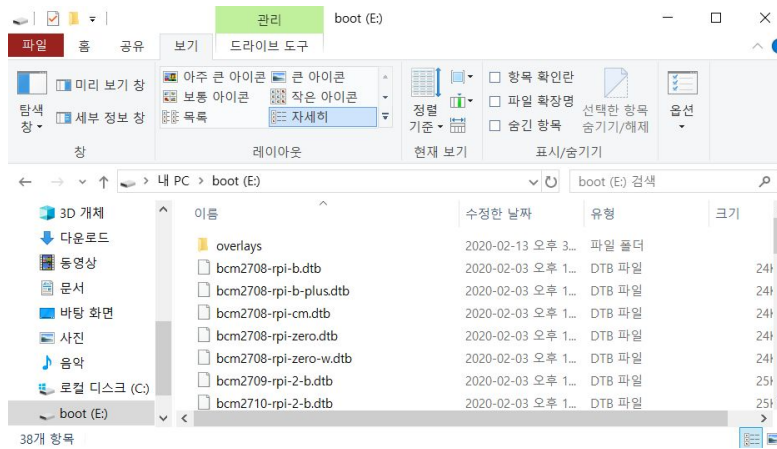 관리 boot (E:)
파일 홈 공유 보기 드라이브 도구
미리 보기 창
세부 정보 창
탐색
창
창
아주 큰 아이콘 큰 아이콘
보통 아이콘 작은 아이콘
목록 자세히
레이아웃
정렬
기준
현재 보기
항목 확인란
파일 확장명
숨긴 항목
선택한 항목
숨기기/해제
표시/숨기기
옵션
내 PC > boot (E:)
boot (E:) 검색
3D 개체
다운로드
동영상
문서
바탕 화면
사진
음악
로컬 디스크 (C:)
boot (E:)
이름 수정한 날짜 유형 크기
overlays 2020-02-13 오후 3... 파일 폴더
bcm2708-rpi-b.dtb 2020-02-03 오후 1... DTB 파일 24
bcm2708-rpi-b-plus.dtb 2020-02-03 오후 1... DTB 파일 24
bcm2708-rpi-cm.dtb 2020-02-03 오후 1... DTB 파일 24
bcm2708-rpi-zero.dtb 2020-02-03 오후 1... DTB 파일 24
bcm2708-rpi-zero-w.dtb 2020-02-03 오후 1... DTB 파일 24
bcm2709-rpi-2-b.dtb 2020-02-03 오후 1... DTB 파일 25
bcm2710-rpi-2-b.dtb 2020-02-03 오후 1... DTB 파일 25
38개 항목